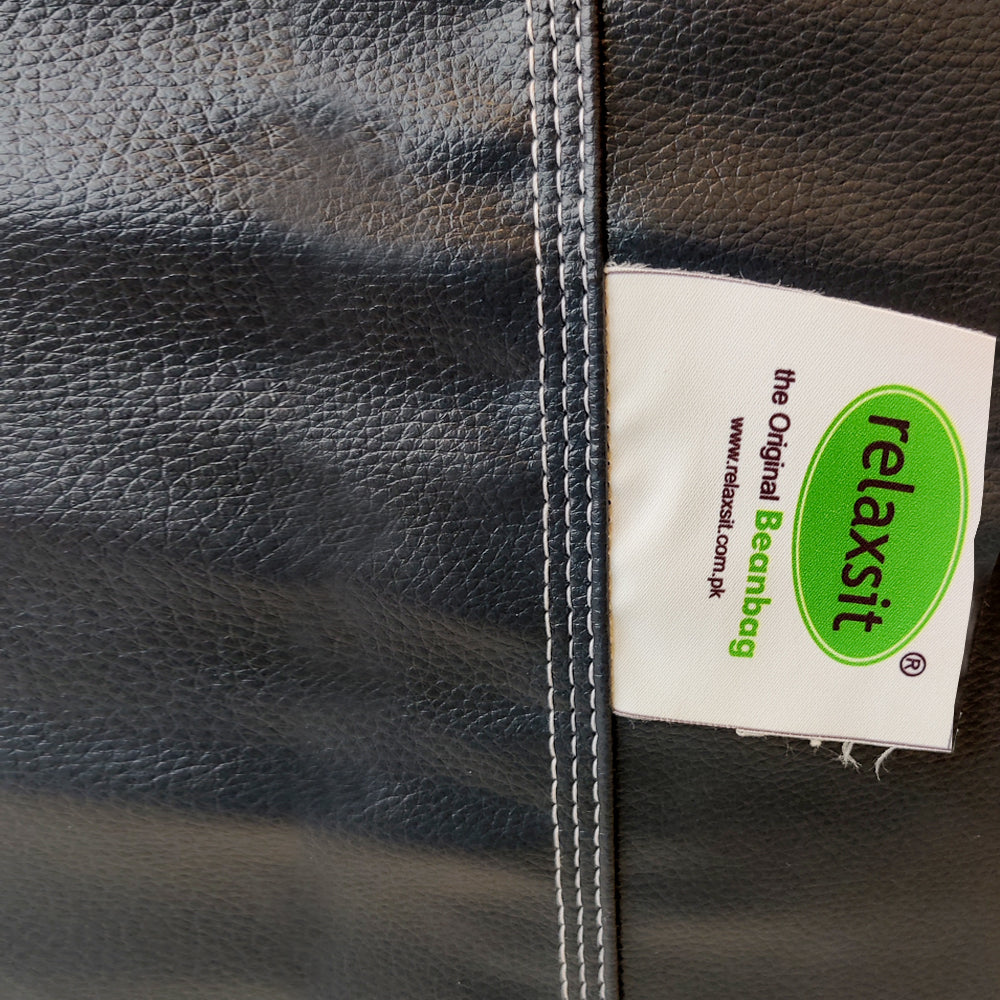 relaxsit®
the Original Beanbag
www.relaxsit.com.pk